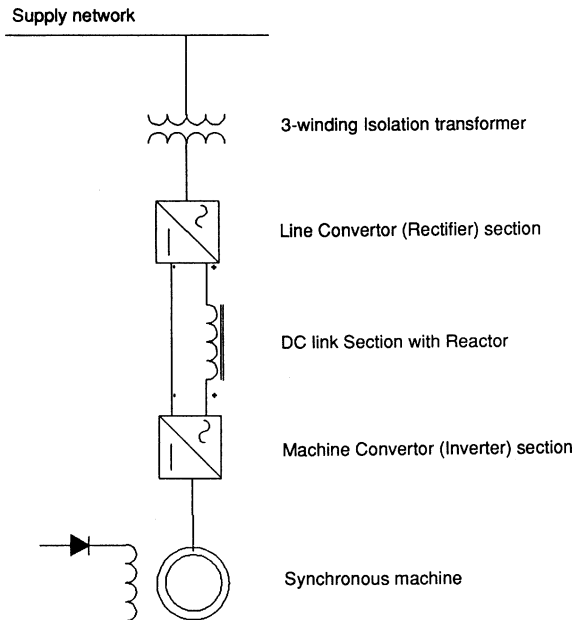 Supply network
3-winding Isolation transformer
Line Convertor (Rectifier) section
DC link Section with Reactor
Machine Convertor (Inverter) section
Synchronous machine